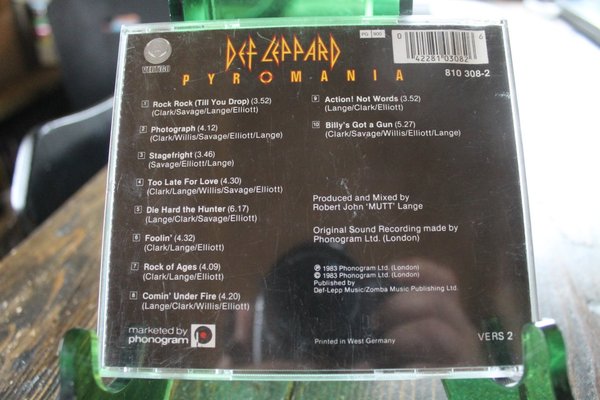 VERTIGO
DEF LEPPARD
PYROMANIA
PG 900
0 42281 03082 6
810 308-2
1 Rock Rock (Till You Drop) (3.52)
(Clark/Savage/Lange/Elliott)
2 Photograph (4.12)
(Clark/Willis/Savage/Elliott/Lange)
3 Stagefright (3.46)
(Savage/Elliott/Lange)
4 Too Late For Love (4.30)
(Clark/Lange/Willis/Savage/Elliott)
5 Die Hard the Hunter (6.17)
(Lange/Clark/Savage/Elliott)
6 Foolin' (4.32)
(Clark/Lange/Elliott)
7 Rock of Ages (4.09)
(Clark/Lange/Elliott)
8 Comin' Under Fire (4.20)
(Lange/Clark/Willis/Elliott)
9 Action! Not Words (3.52)
(Clark/Lange/Elliott)
10 Billy's Got a Gun (5.27)
(Clark/Savage/Willis/Elliott/Lange)
Produced and Mixed by
Robert John 'MUTT' Lange
Original Sound Recording made by
Phonogram Ltd. (London)
℗ 1983 Phonogram Ltd. (London)
© 1983 Phonogram Ltd. (London)
Published by
Def-Lepp Music/Zomba Music Publishing Ltd.
marketed by
phonogram
Printed in West Germany
VERS 2